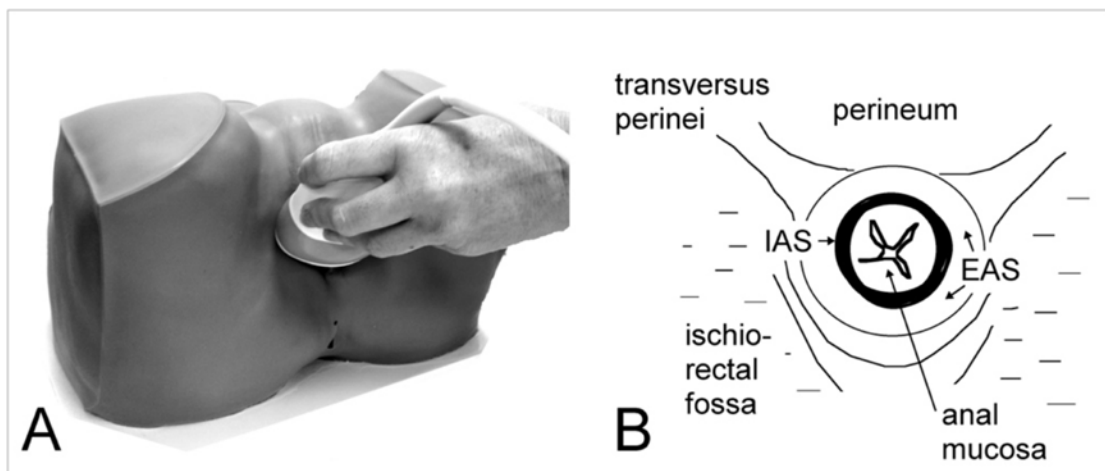 transversus
perinei
perineum
IAS
EAS
ischio-
rectal
fossa
anal
mucosa
A
B